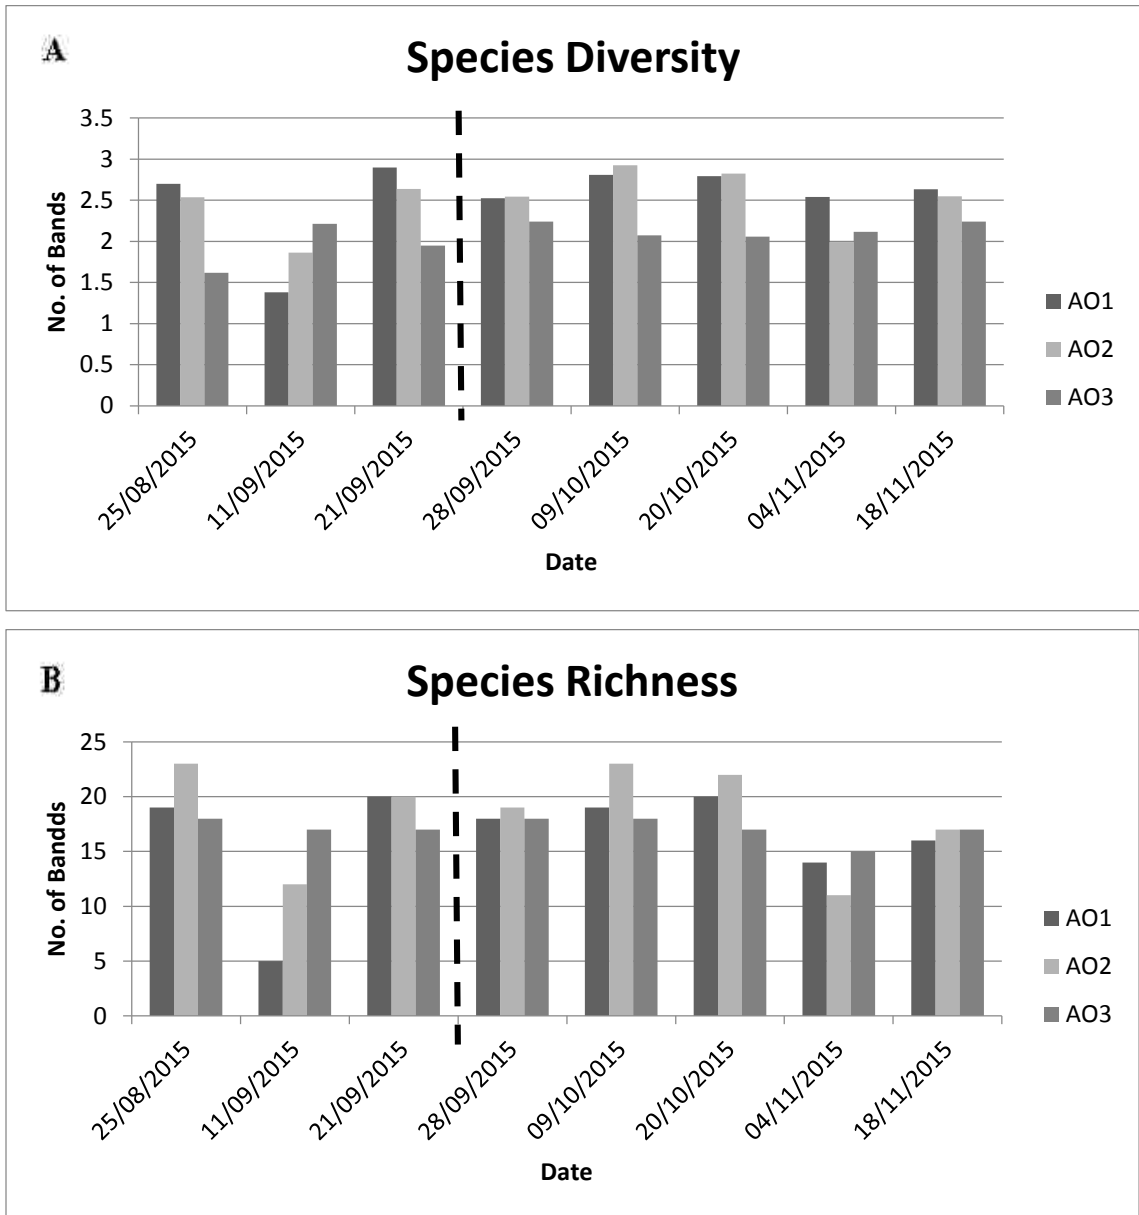 A
Species Diversity
3.5
3
2.5
2
1.5
1
0.5
0
No. of Bands
25/08/2015
11/09/2015
21/09/2015
28/09/2015
09/10/2015
20/10/2015
04/11/2015
18/11/2015
Date
AO1
AO2
AO3
B
Species Richness
25
20
15
10
5
0
No. of Bandds
25/08/2015
11/09/2015
21/09/2015
28/09/2015
09/10/2015
20/10/2015
04/11/2015
18/11/2015
Date
AO1
AO2
AO3